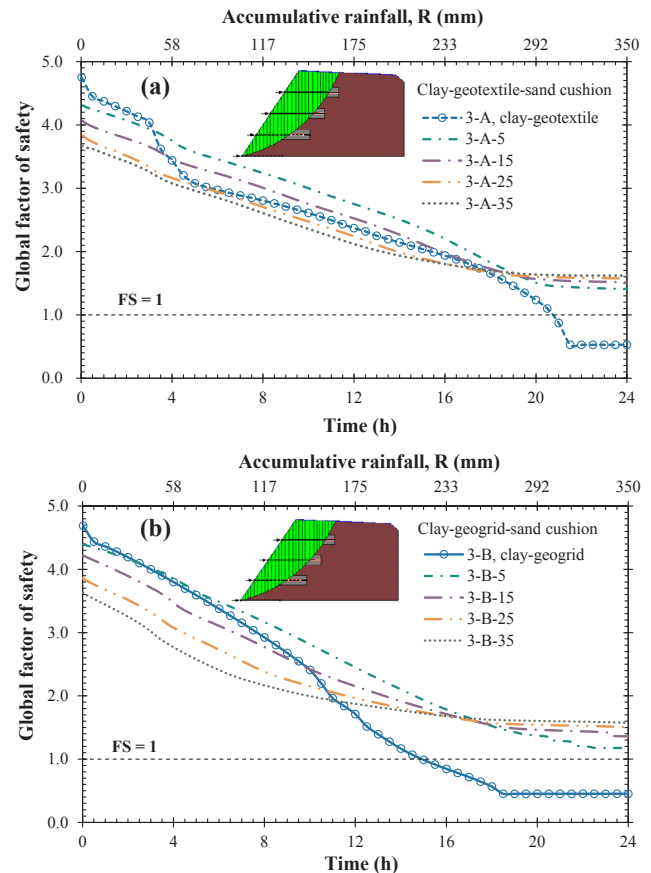 Accumulative rainfall, R (mm)
0 58 117 175 233 292 350
5.0
4.0
3.0
2.0
1.0
0.0
Global factor of safety
(a)
Clay-geotextile-sand cushion
3-A, clay-geotextile
3-A-5
3-A-15
3-A-25
3-A-35
FS = 1
0 4 8 12 16 20 24
Time (h)
Accumulative rainfall, R (mm)
0 58 117 175 233 292 350
5.0
4.0
3.0
2.0
1.0
0.0
Global factor of safety
(b)
Clay-geogrid-sand cushion
3-B, clay-geogrid
3-B-5
3-B-15
3-B-25
3-B-35
FS = 1
0 4 8 12 16 20 24
Time (h)